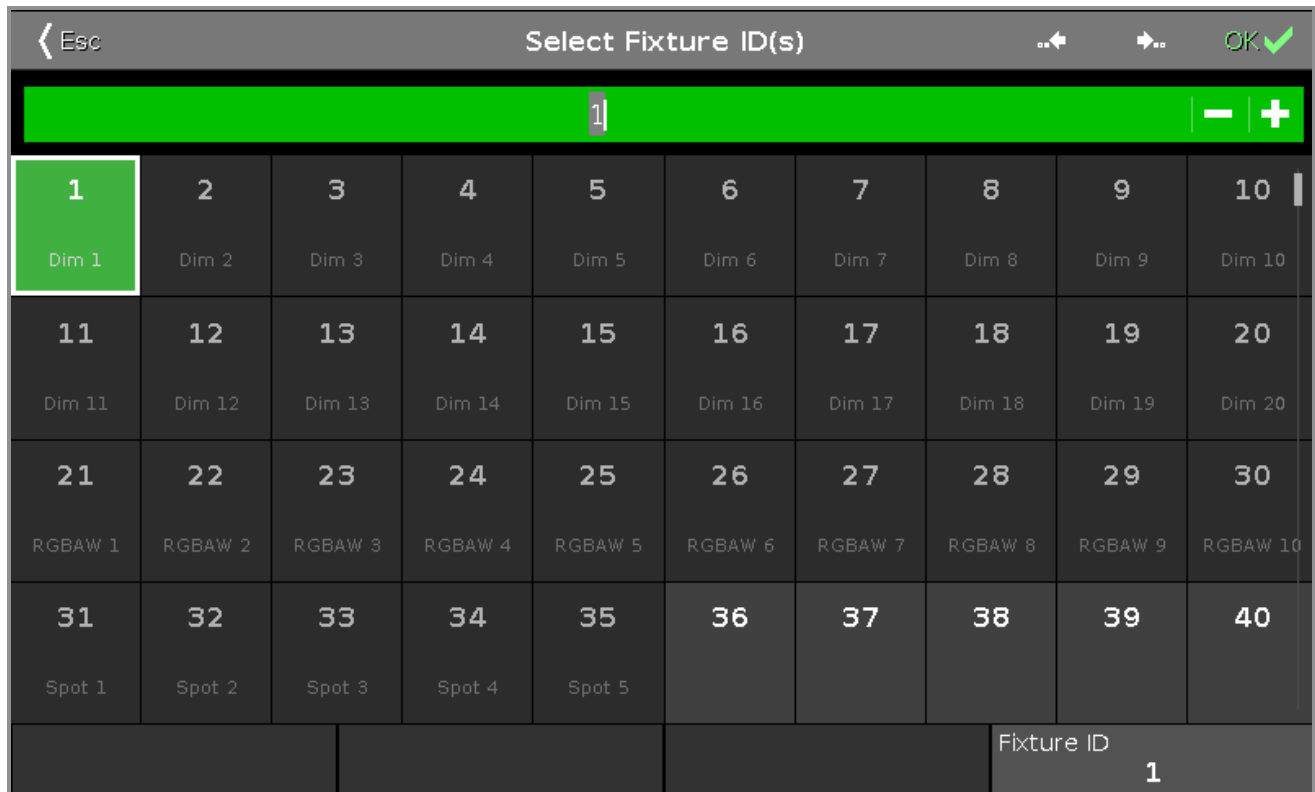 Esc Select Fixture ID(s) OK
1
1 2 3 4 5 6 7 8 9 10
Dim 1 Dim 2 Dim 3 Dim 4 Dim 5 Dim 6 Dim 7 Dim 8 Dim 9 Dim 10
11 12 13 14 15 16 17 18 19 20
Dim 11 Dim 12 Dim 13 Dim 14 Dim 15 Dim 16 Dim 17 Dim 18 Dim 19 Dim 20
21 22 23 24 25 26 27 28 29 30
RGBAW 1 RGBAW 2 RGBAW 3 RGBAW 4 RGBAW 5 RGBAW 6 RGBAW 7 RGBAW 8 RGBAW 9 RGBAW 10
31 32 33 34 35 36 37 38 39 40
Spot 1 Spot 2 Spot 3 Spot 4 Spot 5
Fixture ID
1